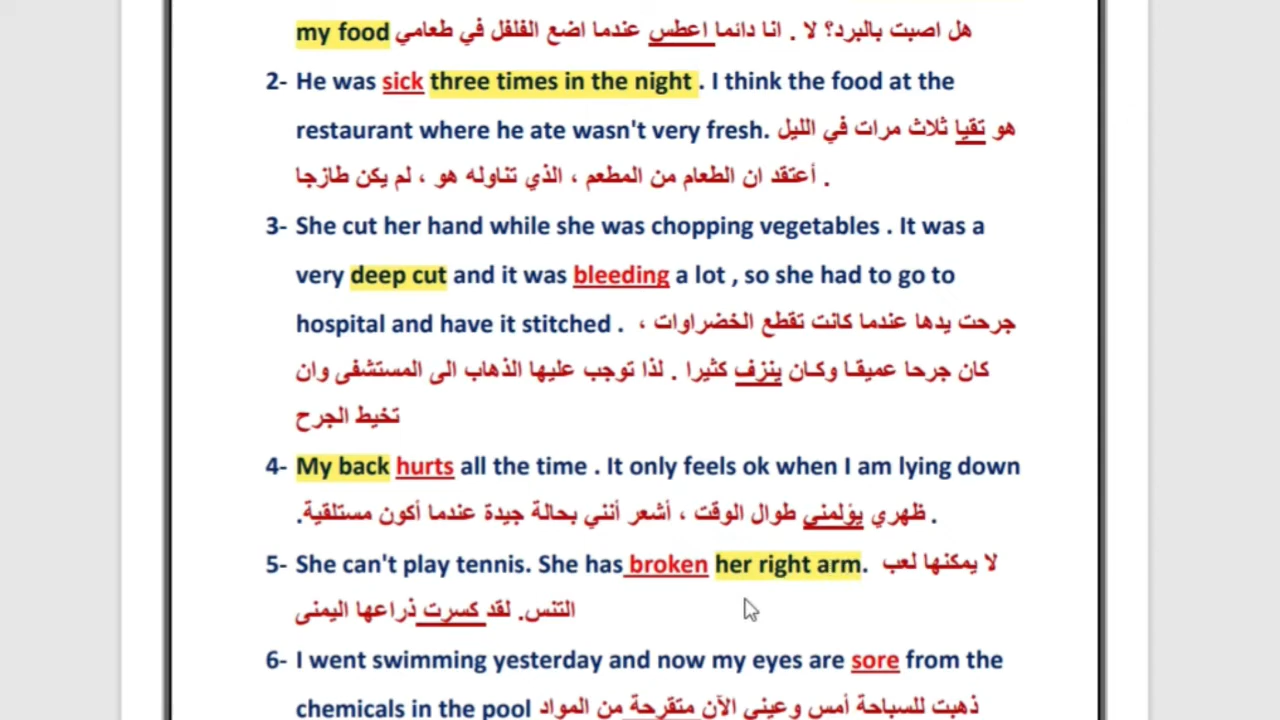 my food هل اصبت بالبرد؟ لا . انا دائما اعطس عندما اضع الفلفل في طعامي
2- He was sick three times in the night . I think the food at the
restaurant where he ate wasn't very fresh. هو تقيا ثلاث مرات في الليل
. أعتقد ان الطعام من المطعم ، الذي تناوله هو ، لم يكن طازجا
3- She cut her hand while she was chopping vegetables . It was a
very deep cut and it was bleeding a lot , so she had to go to
hospital and have it stitched . جرحت يدها عندما كانت تقطع الخضراوات ،
كان جرحا عميقا وكان ينزف كثيرا . لذا توجب عليها الذهاب الى المستشفى وان
تخيط الجرح
4- My back hurts all the time . It only feels ok when I am lying down
. ظهري يؤلمني طوال الوقت ، أشعر أنني بحالة جيدة عندما أكون مستلقية.
5- She can't play tennis. She has broken her right arm. لا يمكنها لعب
التنس. لقد كسرت ذراعها اليمنى
6- I went swimming yesterday and now my eyes are sore from the
chemicals in the pool ذهبت للسباحة أمس وعيني الآن متقرحة من المواد